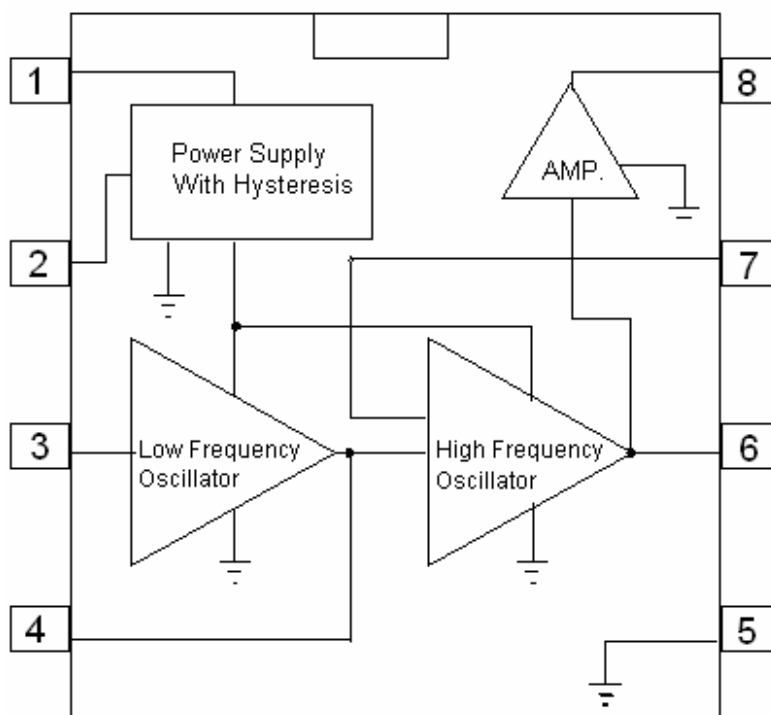 1
8
Power Supply
With Hysteresis
AMP.
2
7
3
Low Frequency
Oscillator
High Frequency
Oscillator
6
4
5